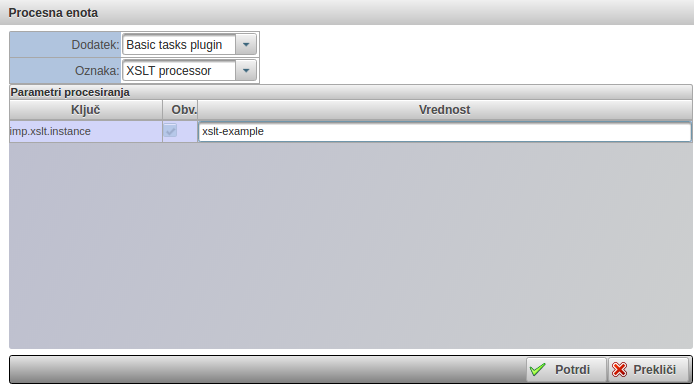 Procesna enota
Dodatek: Basic tasks plugin
Oznaka: XSLT processor
Parametri procesiranja
Ključ Obv. Vrednost
imp.xslt.instance xslt-example
Potrdi Prekliči